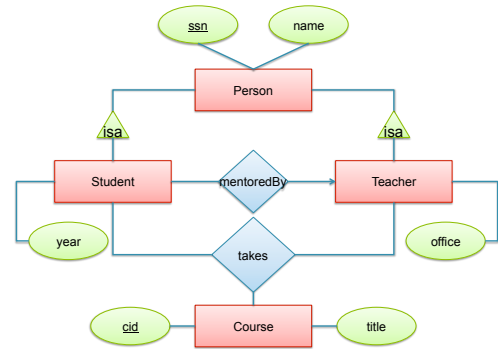 ssn
name
Person
isa
isa
Student
mentoredBy
Teacher
year
takes
office
cid
Course
title